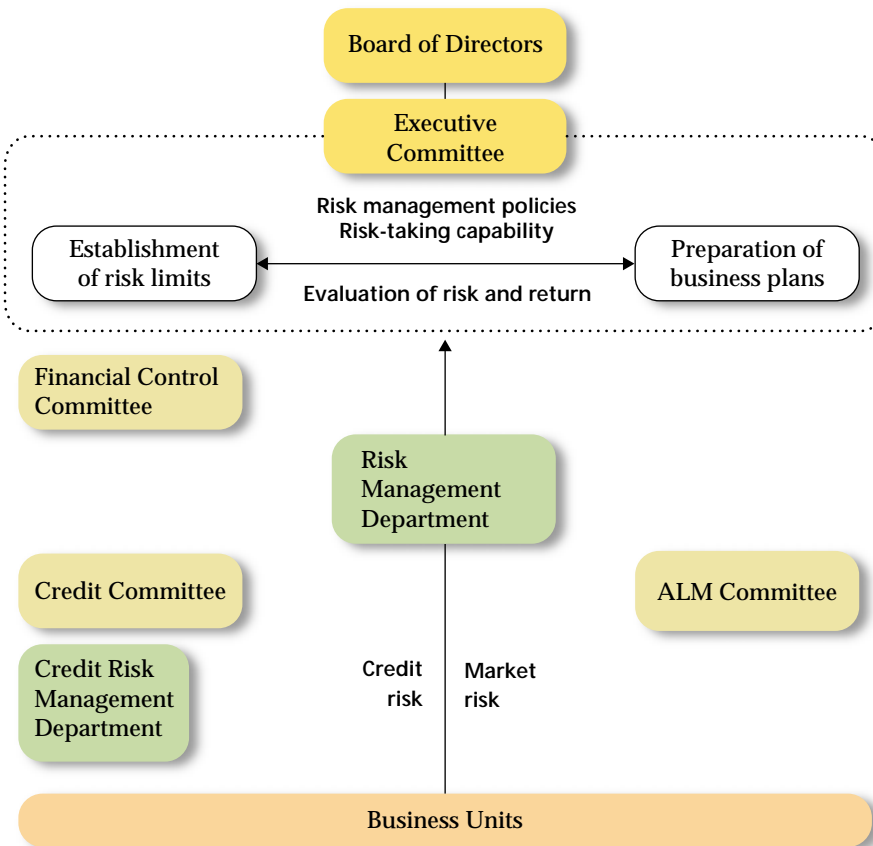 Board of Directors
Executive
Committee
Risk management policies
Risk-taking capability
Establishment
of risk limits
Preparation of
business plans
Evaluation of risk and return
Financial Control
Committee
Risk
Management
Department
Credit Committee
ALM Committee
Credit Risk
Management
Department
Credit
risk
Market
risk
Business Units